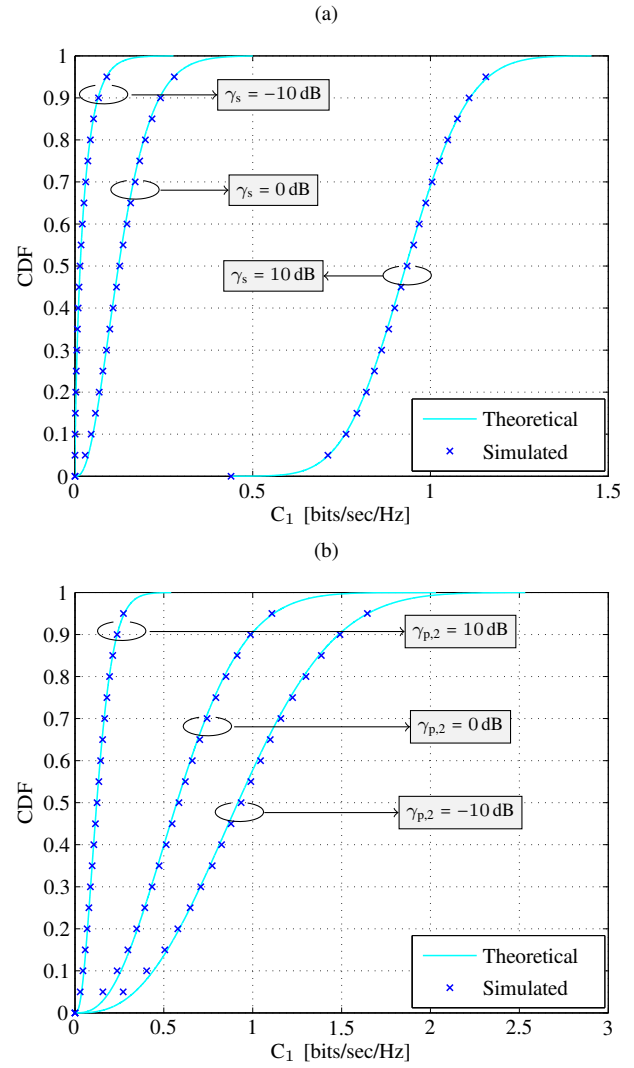 (a)
1
0.9
0.8
0.7
0.6
0.5
0.4
0.3
0.2
0.1
0
CDF
γs = −10 dB
γs = 0 dB
γs = 10 dB
Theoretical
Simulated
0 0.5 1 1.5
C1 [bits/sec/Hz]
(b)
1
0.9
0.8
0.7
0.6
0.5
0.4
0.3
0.2
0.1
0
CDF
γp,2 = 10 dB
γp,2 = 0 dB
γp,2 = −10 dB
Theoretical
Simulated
0 0.5 1 1.5 2 2.5 3
C1 [bits/sec/Hz]